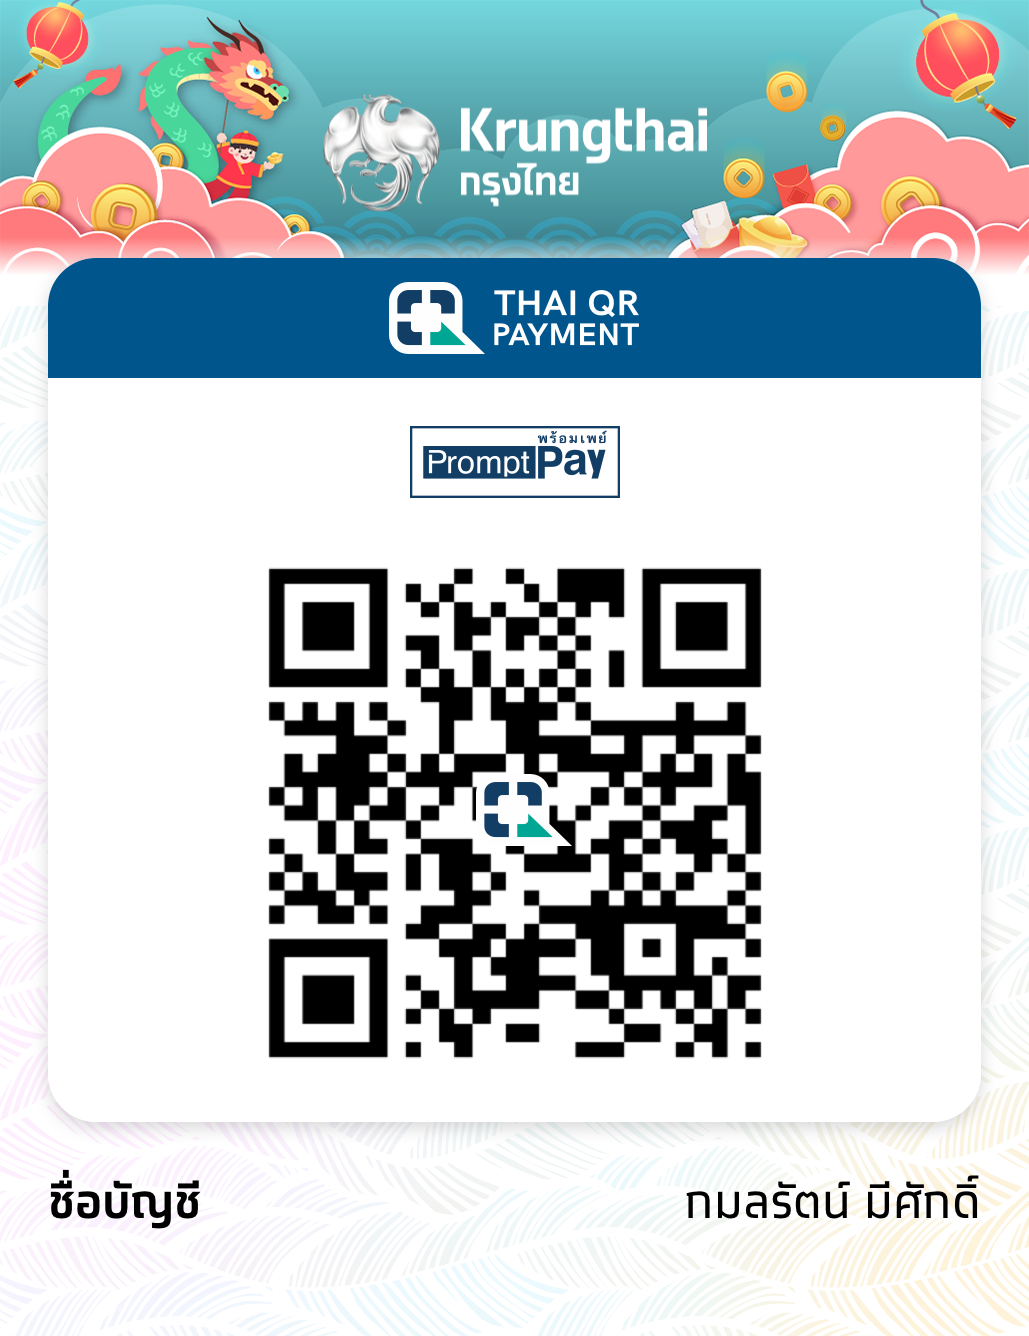 Krungthai
กรุงไทย
THAI QR
PAYMENT
พร้อมเพย์
PromptPay
ชื่อบัญชี กมลรัตน์ มีศักดิ์